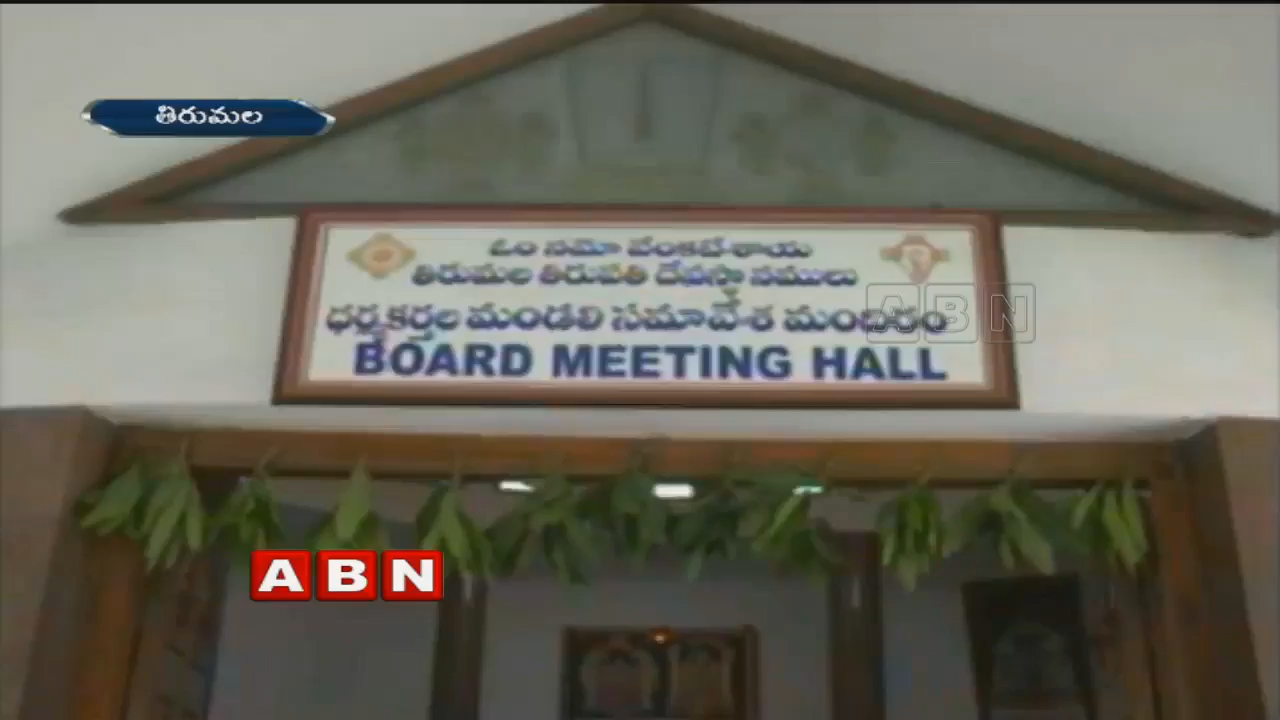 తిరుమల
ఓం నమో వేంకటేశాయ
తిరుమల తిరుపతి దేవస్థానములు
ధర్మకర్తల మండలి సమావేశ మందిరం
BOARD MEETING HALL
ABN
ABN